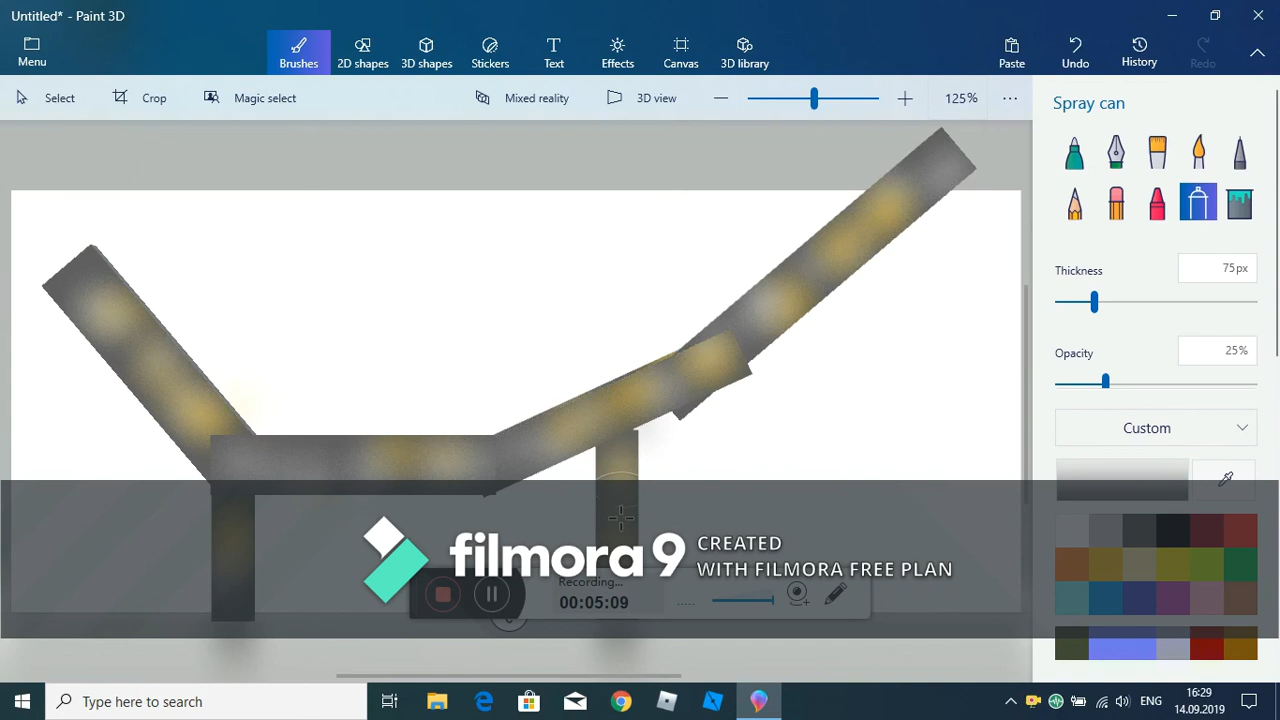 Untitled* - Paint 3D
Menu
Brushes
2D shapes
3D shapes
Stickers
Text
Effects
Canvas
3D library
Paste
Undo
History
Redo
Select
Crop
Magic select
Mixed reality
3D view
125%
Spray can
Thickness
75px
Opacity
25%
Custom
filmora9
CREATED
WITH FILMORA FREE PLAN
Recording...
00:05:09
Type here to search
ENG
16:29
14.09.2019